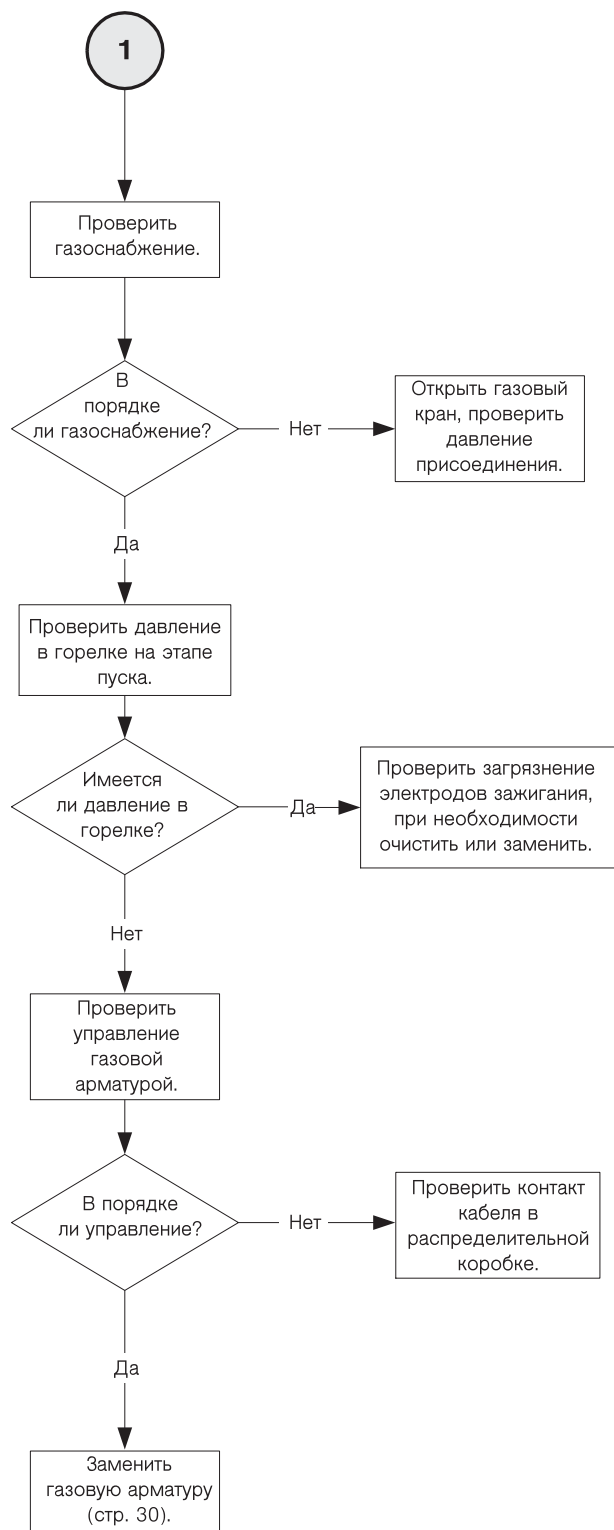 1
Проверить
газоснабжение.
В
порядке
ли газоснабжение?
Нет
Открыть газовый
кран, проверить
давление
присоединения.
Да
Проверить давление
в горелке на этапе
пуска.
Имеется
ли давление в
горелке?
Да
Проверить загрязнение
электродов зажигания,
при необходимости
очистить или заменить.
Нет
Проверить
управление
газовой
арматурой.
В порядке
ли управление?
Нет
Проверить контакт
кабеля в
распределительной
коробке.
Да
Заменить
газовую арматуру
(стр. 30).